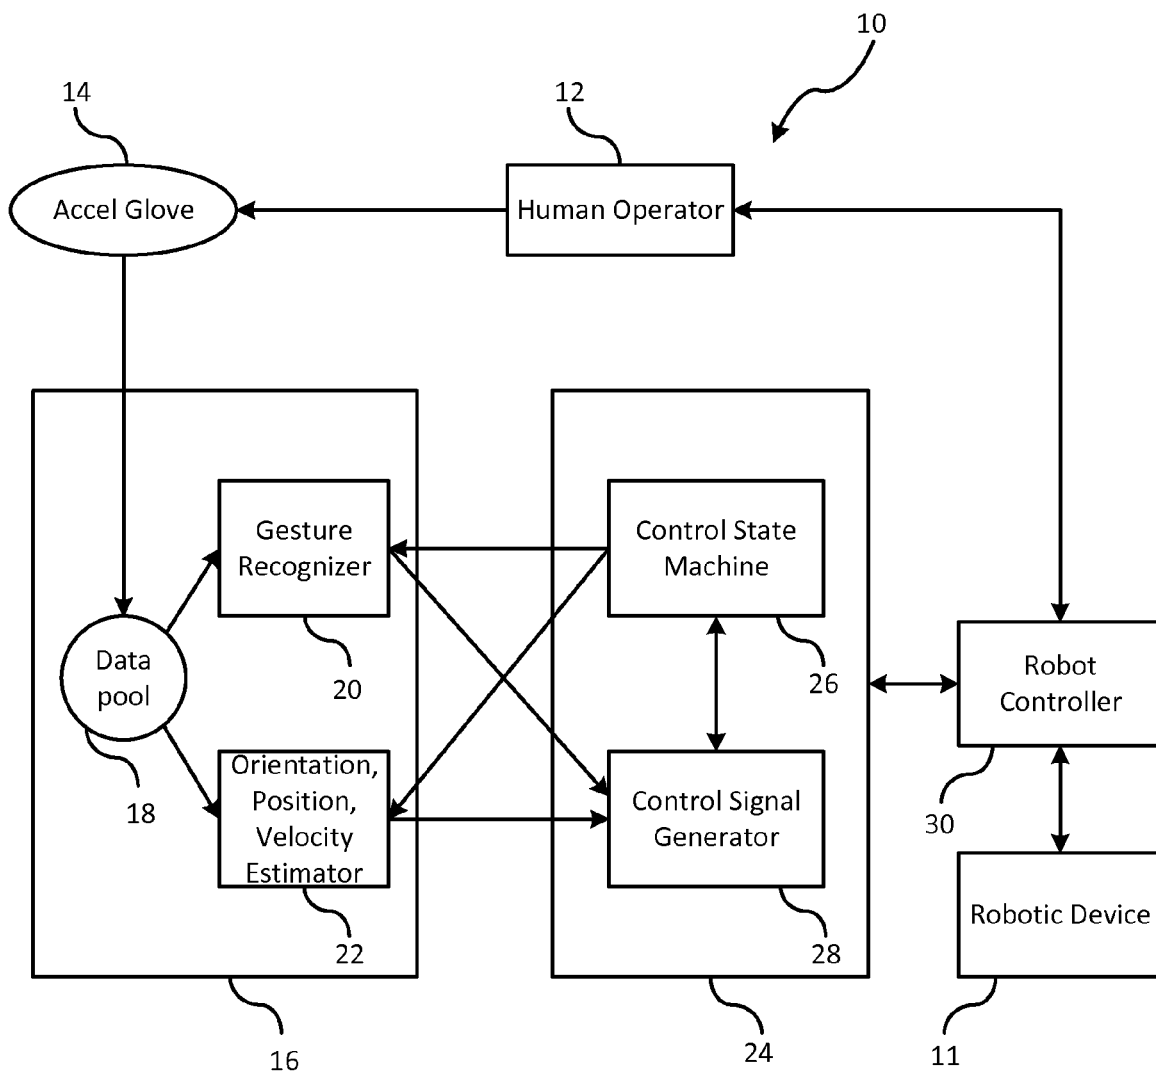 10
14
12
Accel Glove
Human Operator
Gesture
Recognizer
Control State
Machine
Data
pool
20
26
Robot
Controller
Orientation,
Position,
Velocity
Estimator
Control Signal
Generator
18
30
22
28
Robotic Device
16
24
11